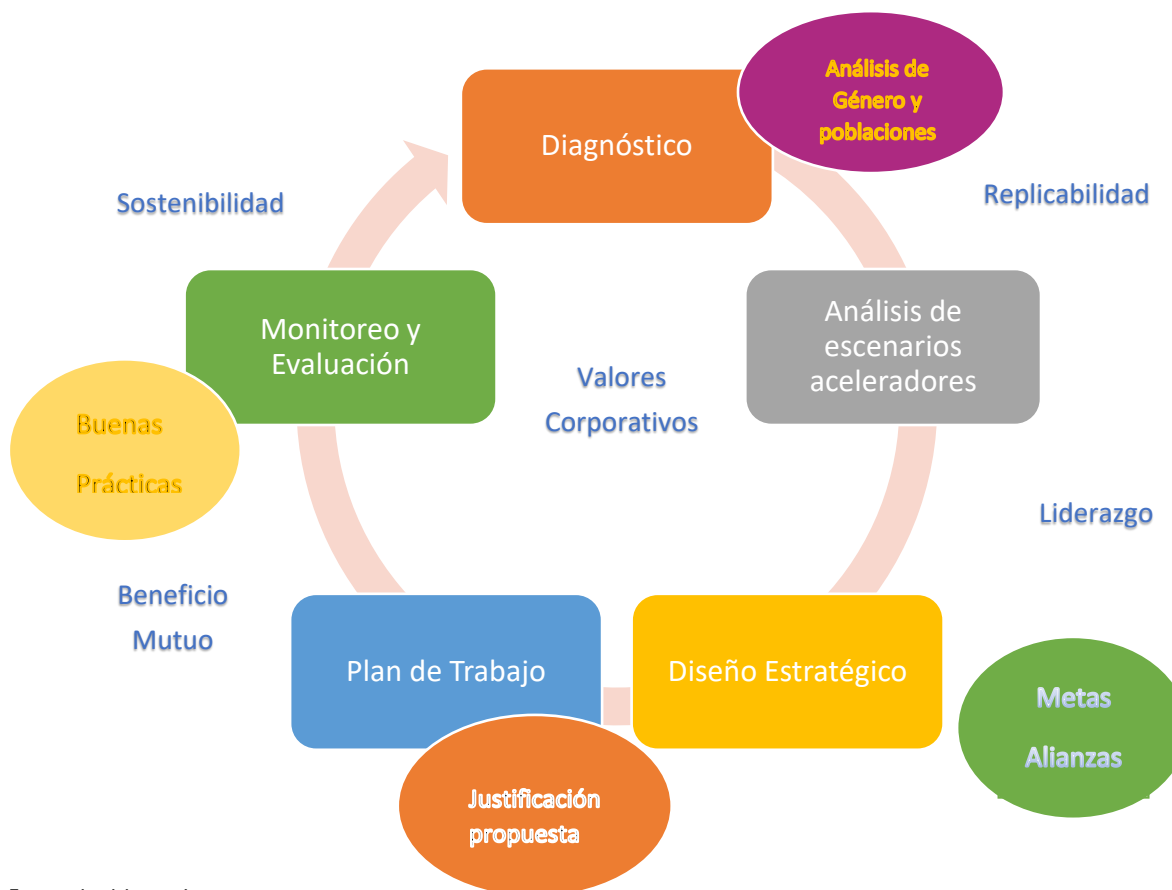 Análisis de
Género y
poblaciones
Diagnóstico
Sostenibilidad
Replicabilidad
Monitoreo y
Evaluación
Análisis de
escenarios
aceleradores
Valores
Corporativos
Buenas
Prácticas
Liderazgo
Beneficio
Mutuo
Plan de Trabajo
Diseño Estratégico
Metas
Alianzas
Justificación
propuesta